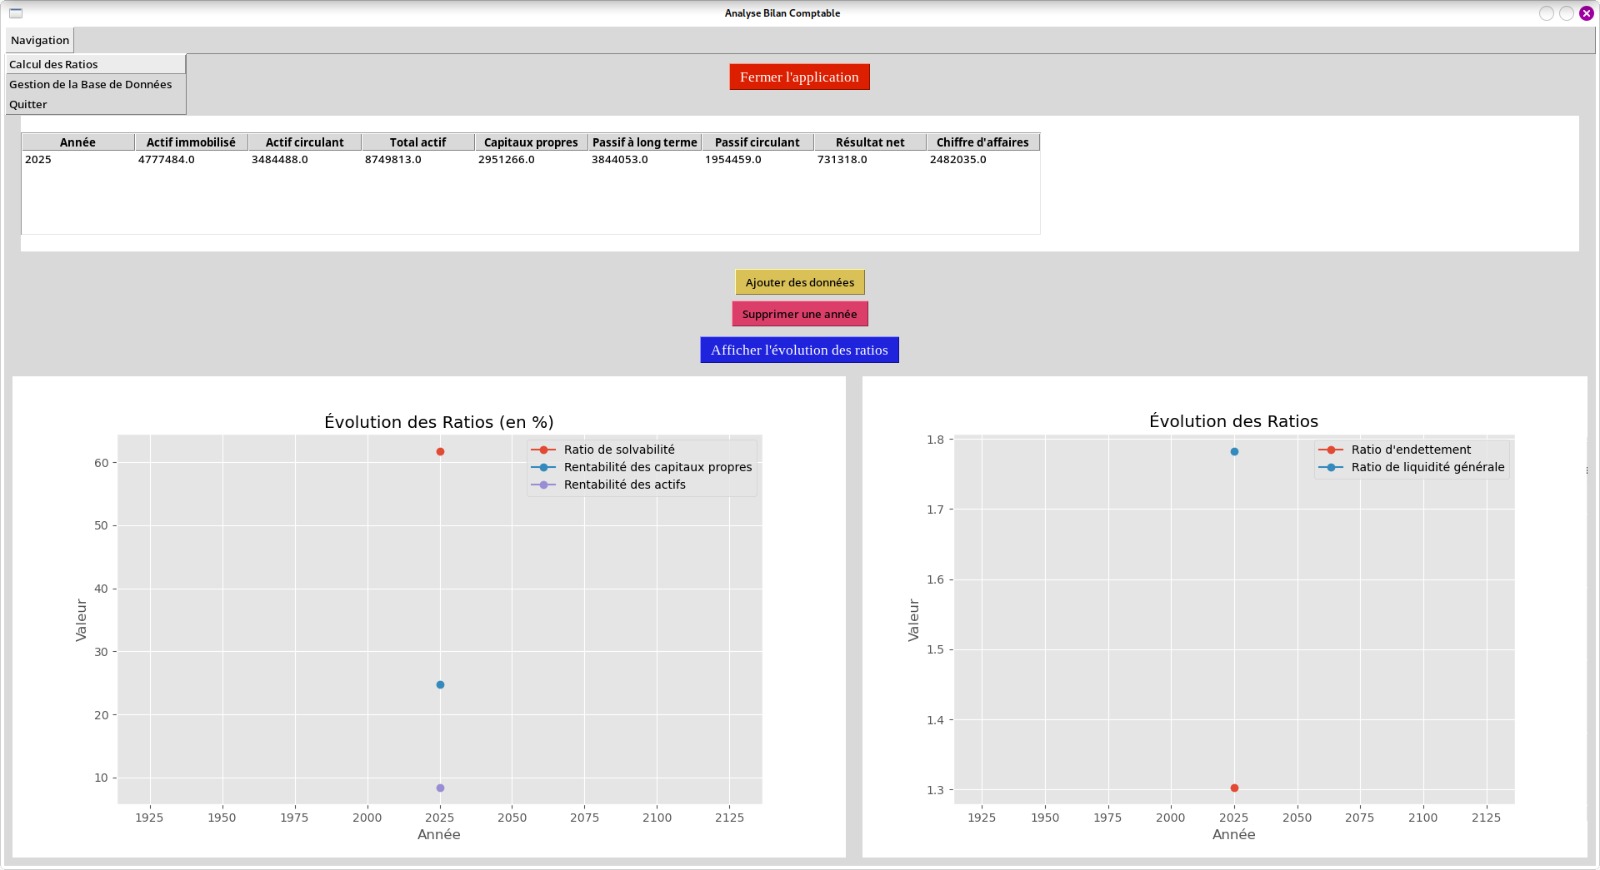 Analyse Bilan Comptable
Navigation
Calcul des Ratios
Gestion de la Base de Données
Quitter
Fermer l'application
Année Actif immobilisé Actif circulant Total actif Capitaux propres Passif à long terme Passif circulant Résultat net Chiffre d'affaires
2025 4777484.0 3484488.0 8749813.0 2951266.0 3844053.0 1954459.0 731318.0 2482035.0
Ajouter des données
Supprimer une année
Afficher l'évolution des ratios
Évolution des Ratios (en %)
Ratio de solvabilité
Rentabilité des capitaux propres
Rentabilité des actifs
60
50
40
30
20
10
Valeur
1925 1950 1975 2000 2025 2050 2075 2100 2125
Année
Évolution des Ratios
Ratio d'endettement
Ratio de liquidité générale
1.8
1.7
1.6
1.5
1.4
1.3
Valeur
1925 1950 1975 2000 2025 2050 2075 2100 2125
Année